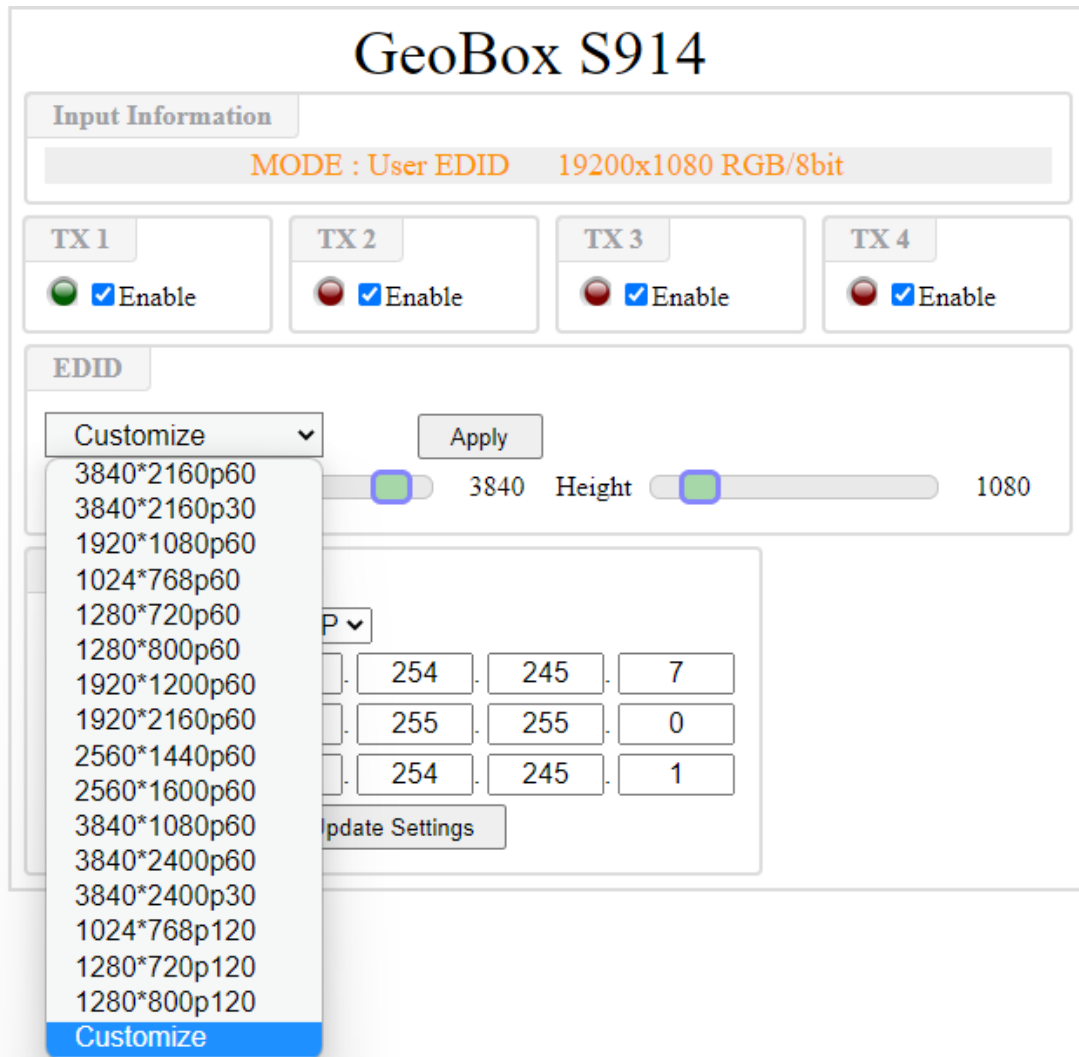 GeoBox S914
Input Information
MODE : User EDID 19200x1080 RGB/8bit
TX 1 TX 2 TX 3 TX 4
Enable Enable Enable Enable
EDID
Customize Apply
3840 Height 1080
3840*2160p60
3840*2160p30
1920*1080p60
1024*768p60
1280*720p60
1280*800p60
1920*1200p60
1920*2160p60
2560*1440p60
2560*1600p60
3840*1080p60
3840*2400p60
3840*2400p30
1024*768p120
1280*720p120
1280*800p120
Customize
P
. 254 . 245 . 7
. 255 . 255 . 0
. 254 . 245 . 1
Update Settings